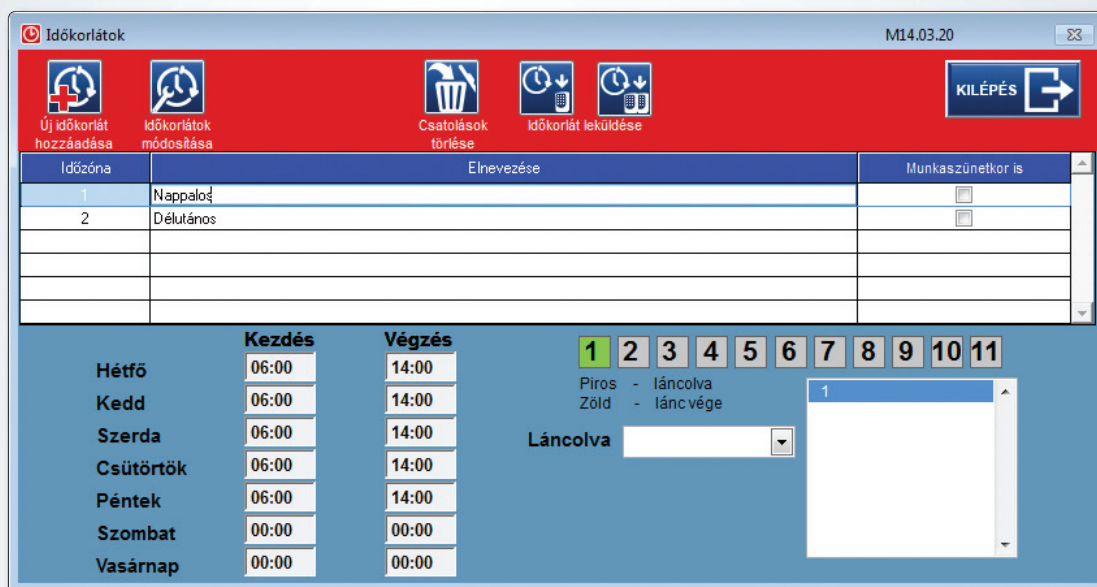 Időkorlátok M14.03.20
Új időkorlát hozzáadása
Időkorlátok módosítása
Csatolások törlése
Időkorlát leküldése
KILÉPÉS
Időzóna Elnevezése Munkaszünetkor is
1 Nappalos
2 Délutános
Kezdés Végzés
Hétfő 06:00 14:00
Kedd 06:00 14:00
Szerda 06:00 14:00
Csütörtök 06:00 14:00
Péntek 06:00 14:00
Szombat 00:00 00:00
Vasárnap 00:00 00:00
1 2 3 4 5 6 7 8 9 10 11
Piros - láncolva
Zöld - lánc vége
Láncolva
1